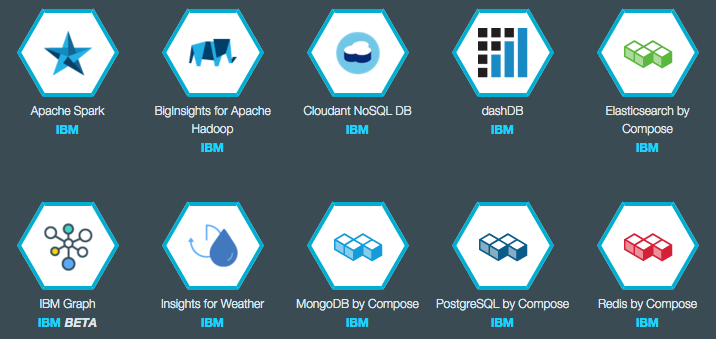 Apache Spark
IBM
BigInsights for Apache
Hadoop
IBM
Cloudant NoSQL DB
IBM
dashDB
IBM
Elasticsearch by
Compose
IBM
IBM Graph
IBM BETA
Insights for Weather
IBM
MongoDB by Compose
IBM
PostgreSQL by Compose
IBM
Redis by Compose
IBM